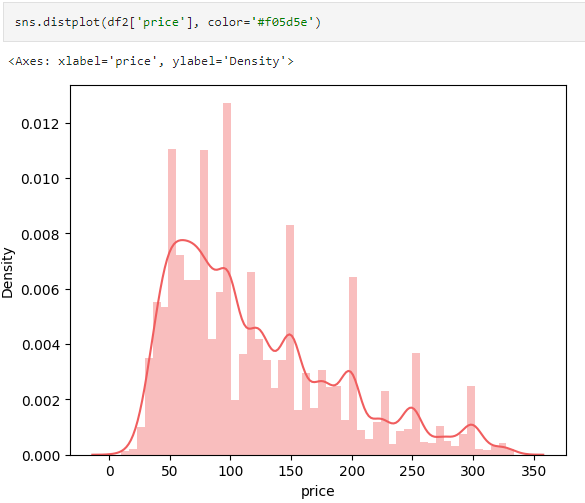 sns.distplot(df2['price'], color='#f05d5e')
<Axes: xlabel='price', ylabel='Density'>
0.012
0.010
0.008
0.006
0.004
0.002
0.000
Density
0 50 100 150 200 250 300 350
price